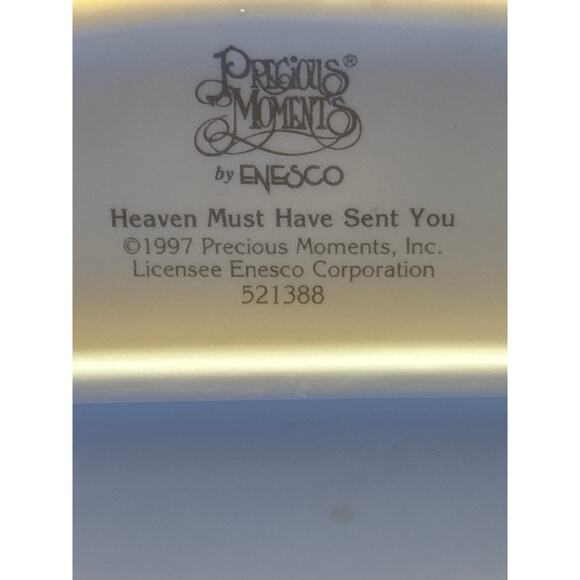 PRECIOUS®
MOMENTS
by ENESCO
Heaven Must Have Sent You
©1997 Precious Moments, Inc.
Licensee Enesco Corporation
521388